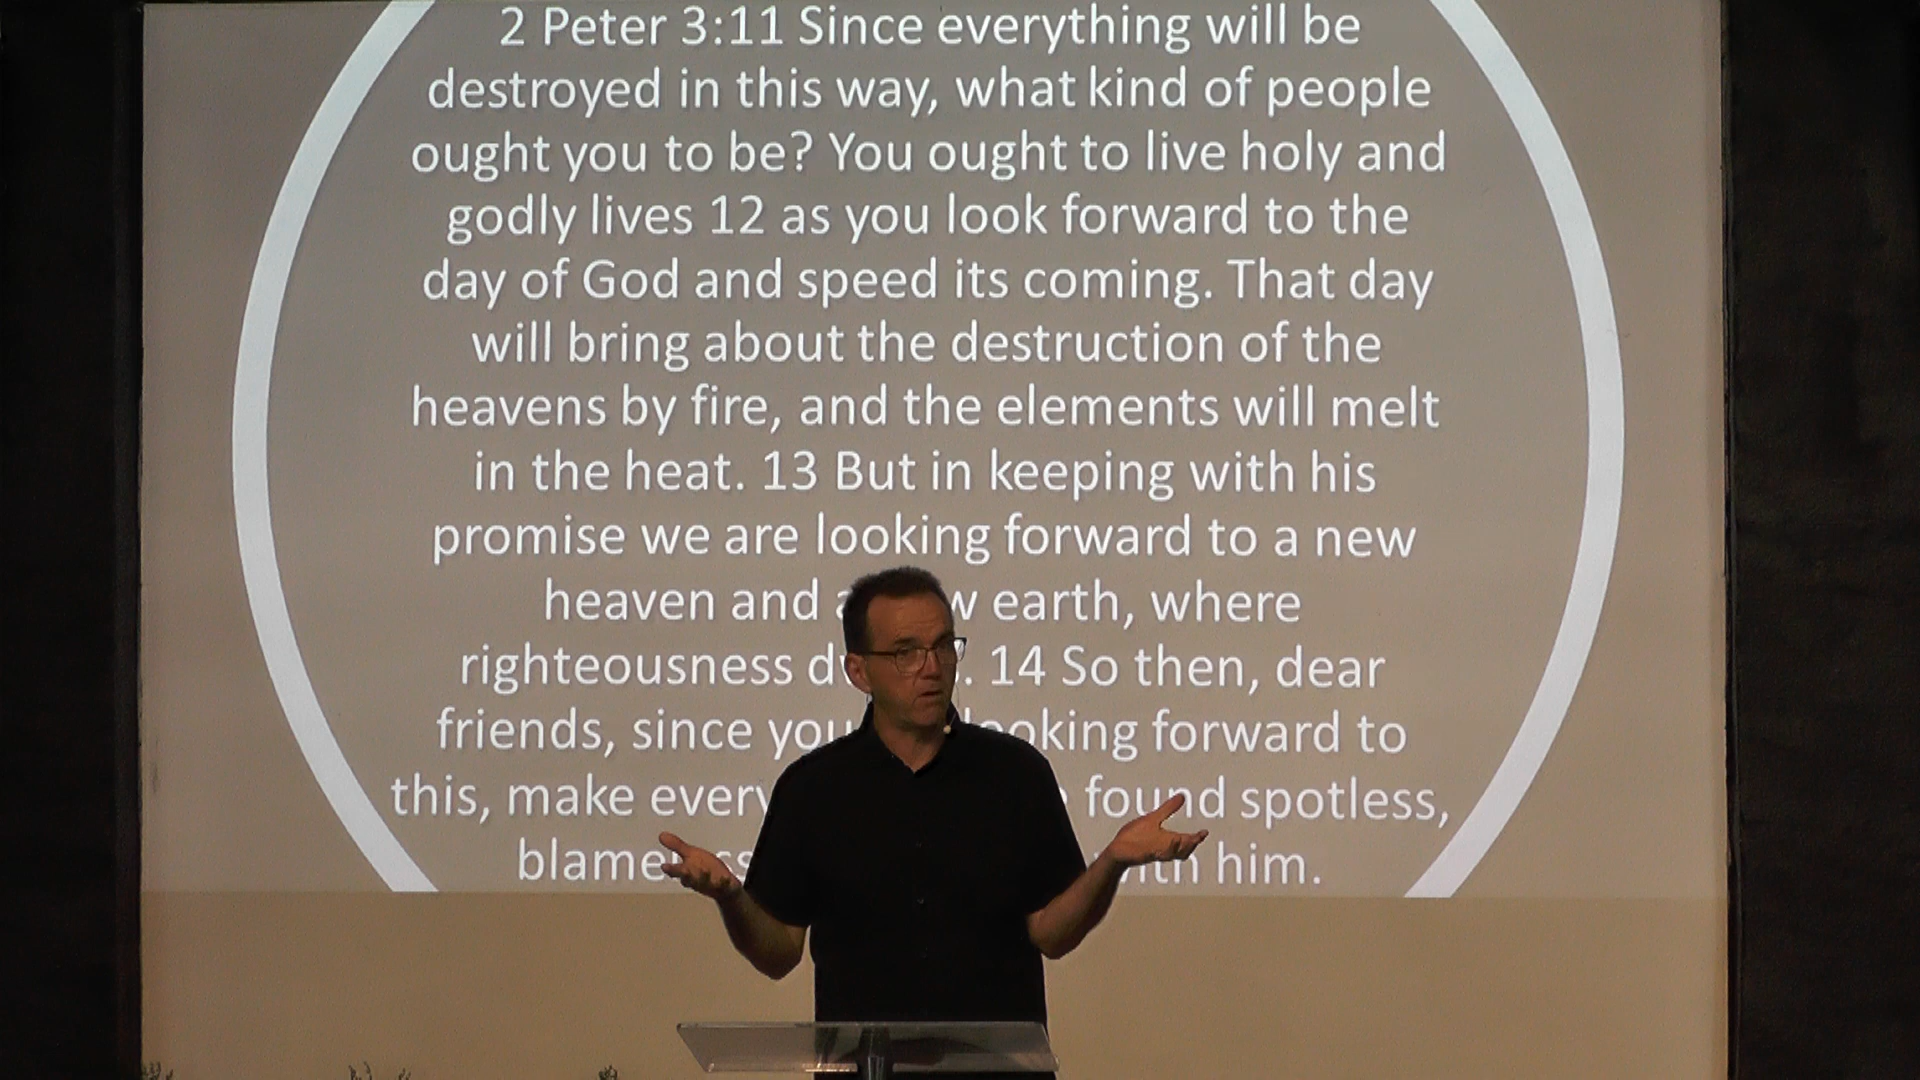 2 Peter 3:11 Since everything will be
destroyed in this way, what kind of people
ought you to be? You ought to live holy and
godly lives 12 as you look forward to the
day of God and speed its coming. That day
will bring about the destruction of the
heavens by fire, and the elements will melt
in the heat. 13 But in keeping with his
promise we are looking forward to a new
heaven and earth, where
righteousness . 14 So then, dear
friends, since looking forward to
this, make found spotless,
him.